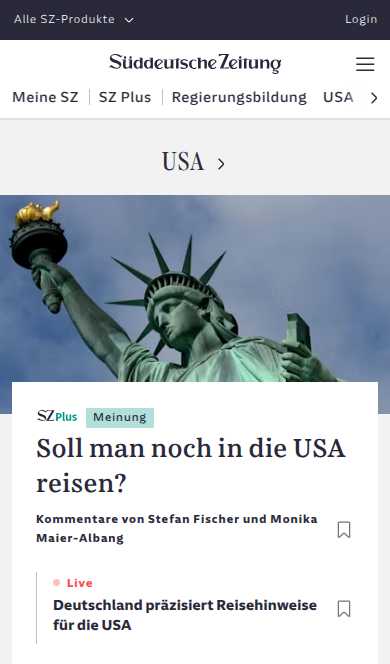 Alle SZ-Produkte
Login
Süddeutsche Zeitung
Meine SZ
SZ Plus
Regierungsbildung
USA
USA
SZ Plus
Meinung
Soll man noch in die USA
reisen?
Kommentare von Stefan Fischer und Monika
Maier-Albang
Live
Deutschland präzisiert Reisehinweise
für die USA